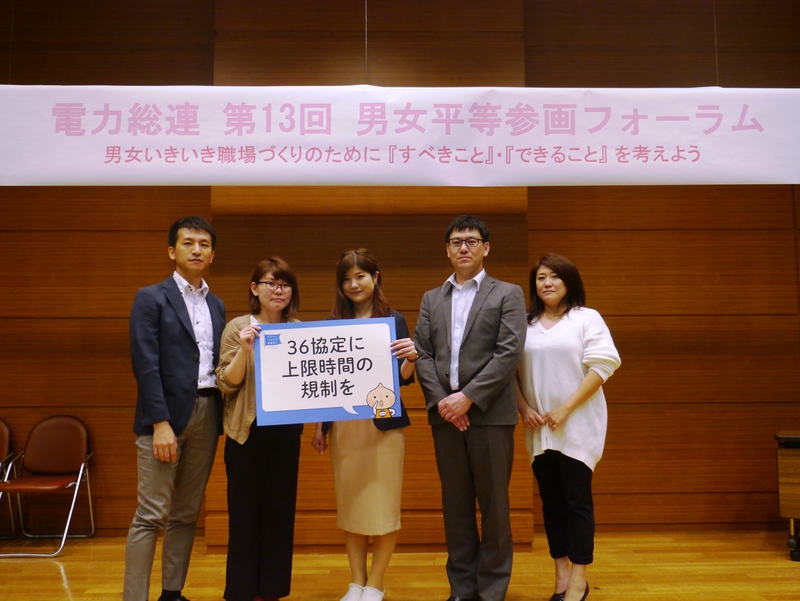 電力総連 第13回 男女平等参画フォーラム
男女いきいき職場づくりのために『すべきこと』・『できること』を考えよう
36協定に
上限時間の
規制を